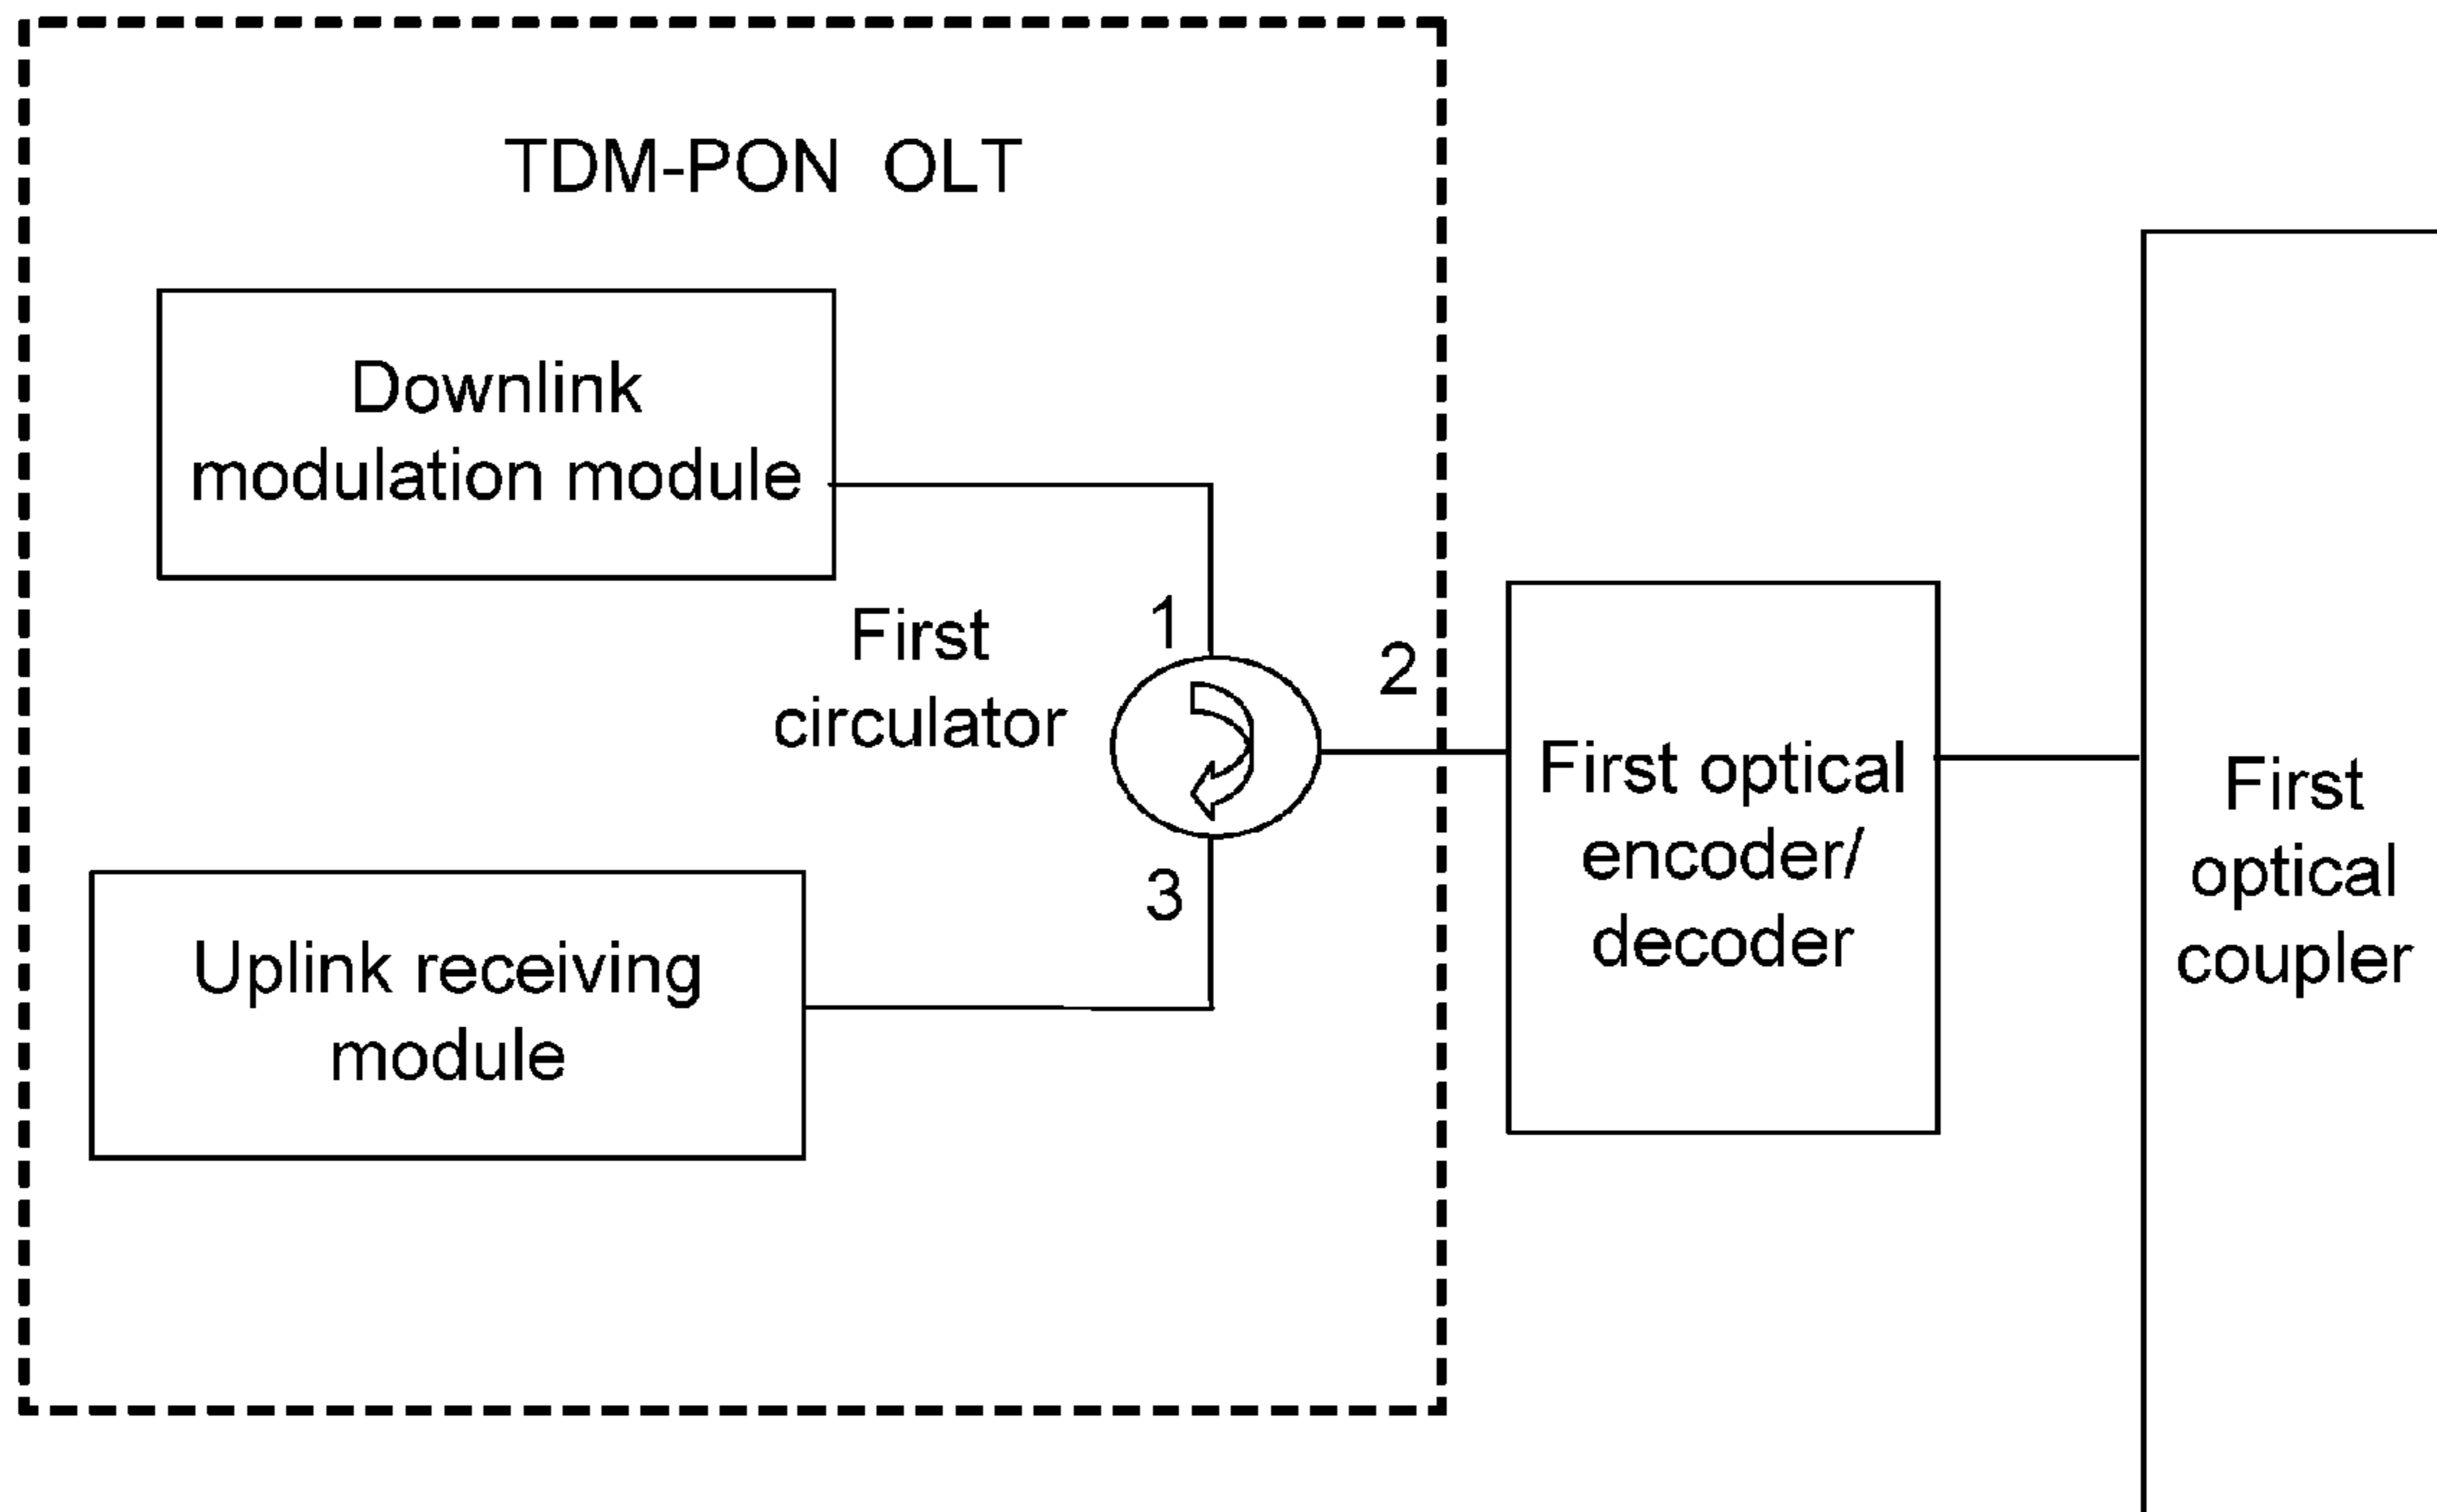 TDM-PON OLT
Downlink
modulation module
First
circulator
1
2
3
Uplink receiving
module
First optical
encoder/
decoder
First
optical
coupler